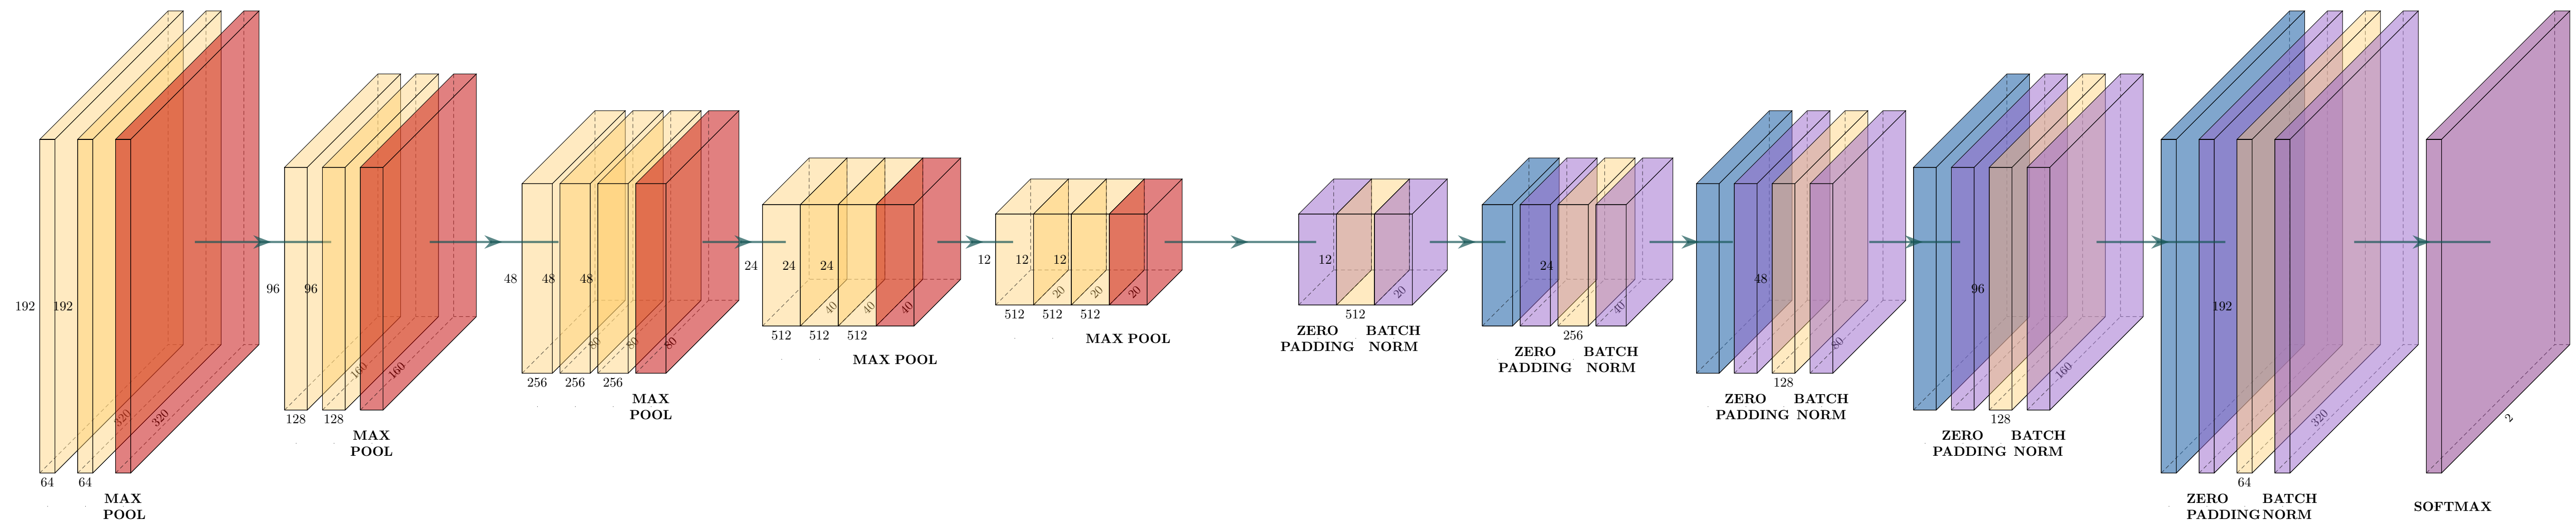 192
192
320
320
64
64
MAX
POOL
96
96
160
160
128
128
MAX
POOL
48
48
48
80
80
80
256
256
256
MAX
POOL
24
24
24
40
40
40
512
512
512
MAX POOL
12
12
12
20
20
20
512
512
512
MAX POOL
12
20
512
ZERO
PADDING
BATCH
NORM
24
40
256
ZERO
PADDING
BATCH
NORM
48
80
128
ZERO
PADDING
BATCH
NORM
96
160
128
ZERO
PADDING
BATCH
NORM
192
320
64
ZERO
PADDING
BATCH
NORM
2
SOFTMAX